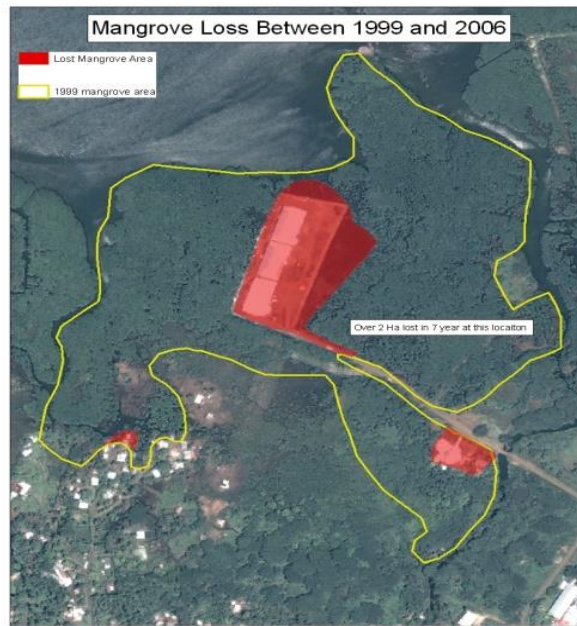 Mangrove Loss Between 1999 and 2006
Lost Mangrove Area
1999 mangrove area
Over 2 Ha lost in 7 year at this locaiton